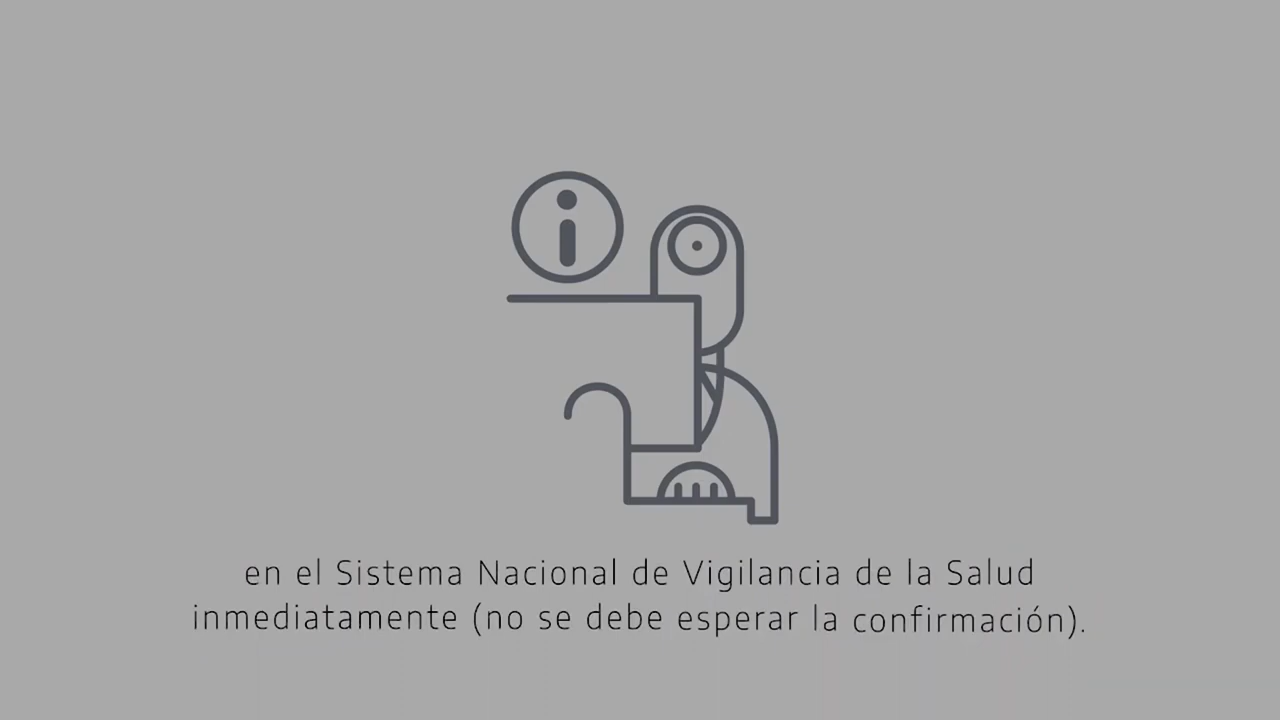 en el Sistema Nacional de Vigilancia de la Salud
inmediatamente (no se debe esperar la confirmación).